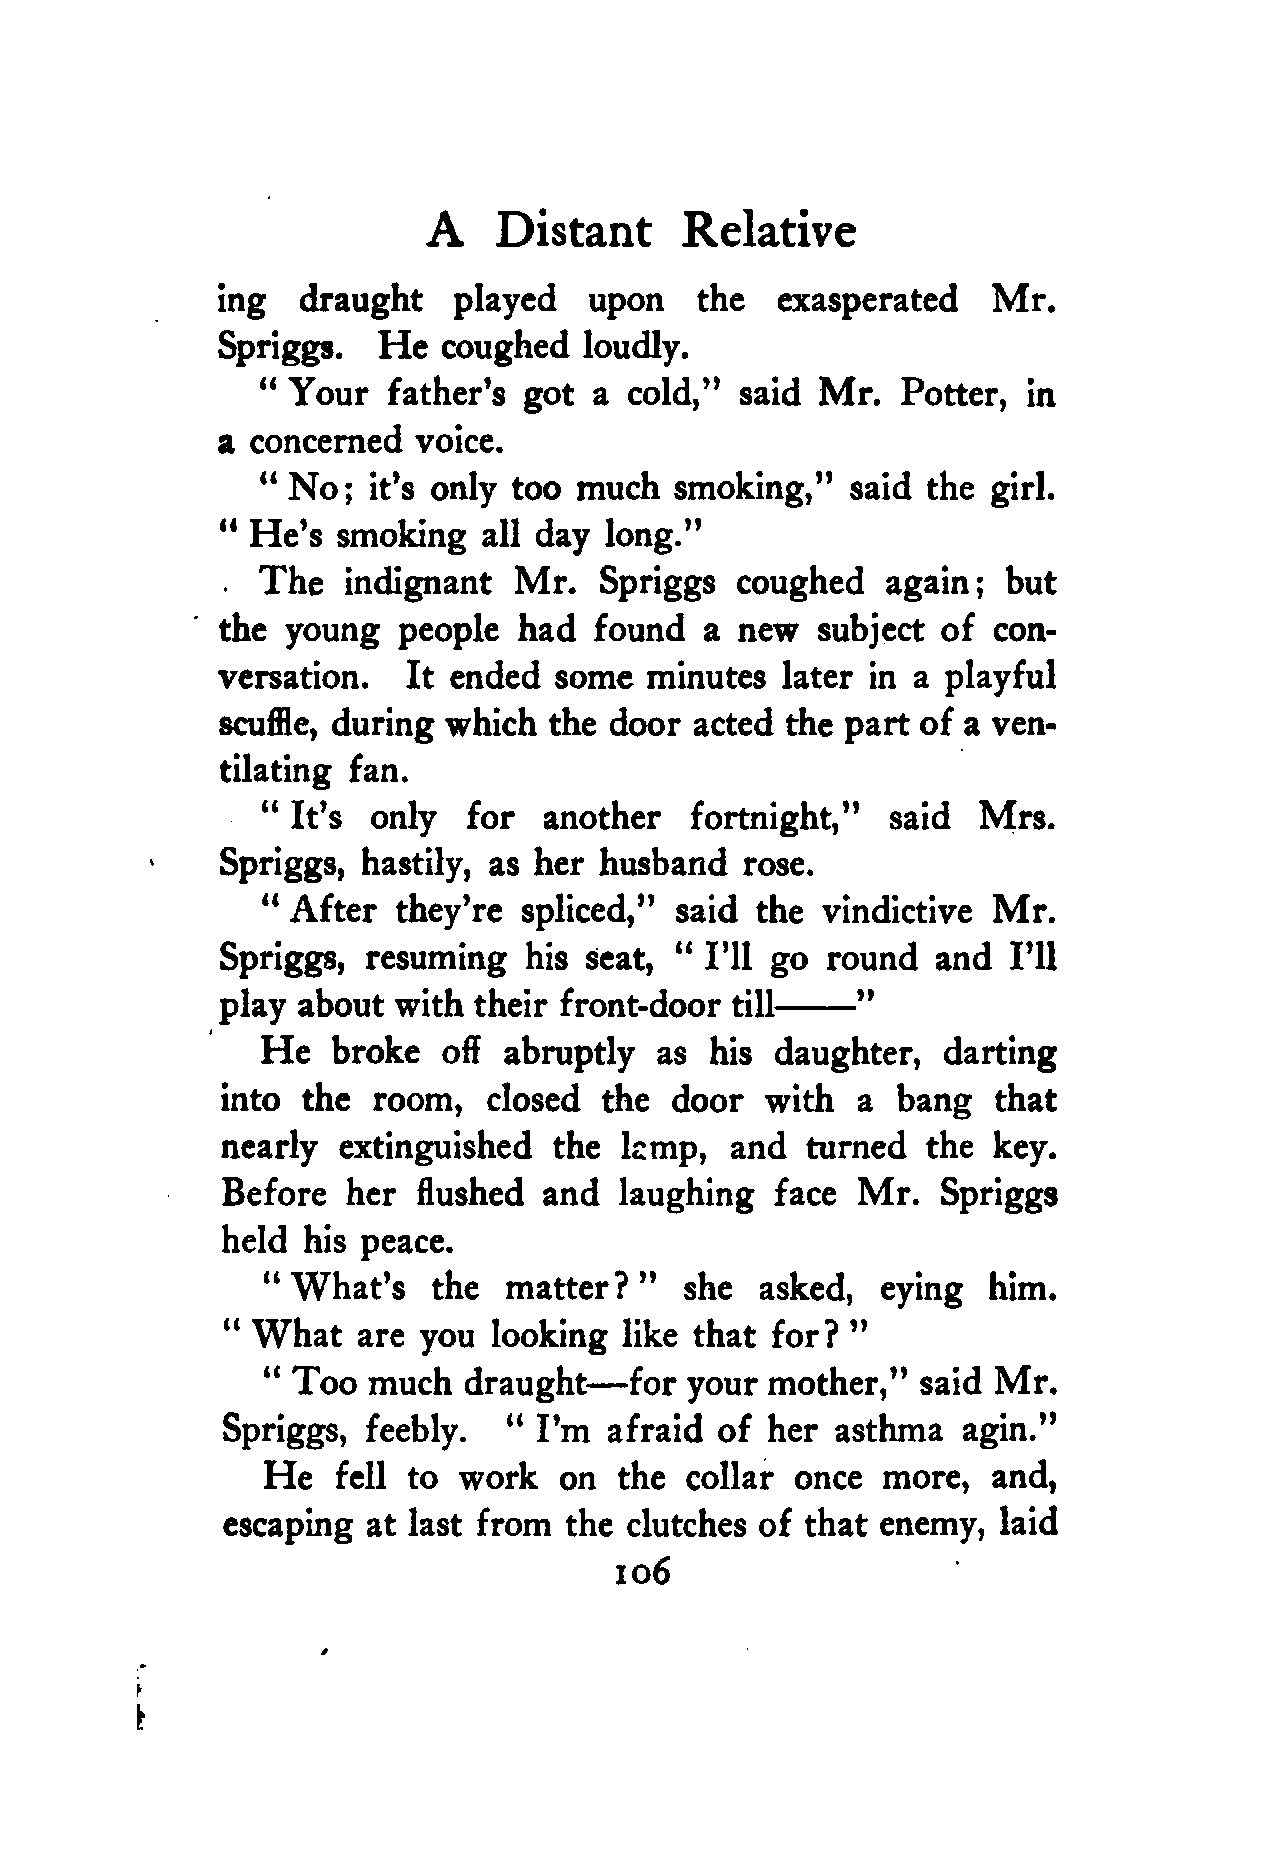 A Distant Relative
ing draught played upon the exasperated Mr.
Spriggs. He coughed loudly.
" Your father's got a cold," said Mr. Potter, in
a concerned voice.
" No; it's only too much smoking," said the girl.
" He's smoking all day long."
The indignant Mr. Spriggs coughed again; but
the young people had found a new subject of con-
versation. It ended some minutes later in a playful
scuffle, during which the door acted the part of a ven-
tilating fan.
" It's only for another fortnight," said Mrs.
Spriggs, hastily, as her husband rose.
" After they're spliced," said the vindictive Mr.
Spriggs, resuming his seat, " I'll go round and I'll
play about with their front-door till——"
He broke off abruptly as his daughter, darting
into the room, closed the door with a bang that
nearly extinguished the lamp, and turned the key.
Before her flushed and laughing face Mr. Spriggs
held his peace.
" What's the matter? " she asked, eying him.
" What are you looking like that for? "
" Too much draught—for your mother," said Mr.
Spriggs, feebly. " I'm afraid of her asthma agin."
He fell to work on the collar once more, and,
escaping at last from the clutches of that enemy, laid
106